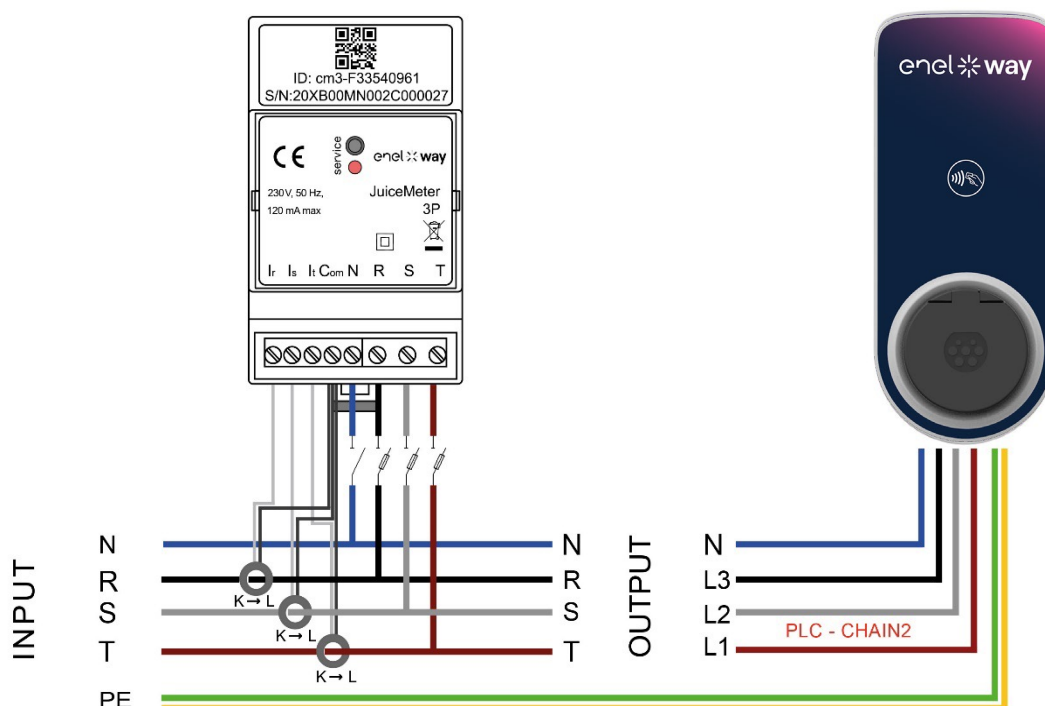 ID: cm3-F33540961
S/N:20XB00MN002C000027
CE
service
enel way
230V, 50 Hz,
120 mA max
JuiceMeter
3P
Ir Is It Com N R S T
enel way
INPUT
N
R
S
T
PE
K → L
K → L
K → L
N
R
S
T
OUTPUT
N
L3
L2
L1
PLC - CHAIN2